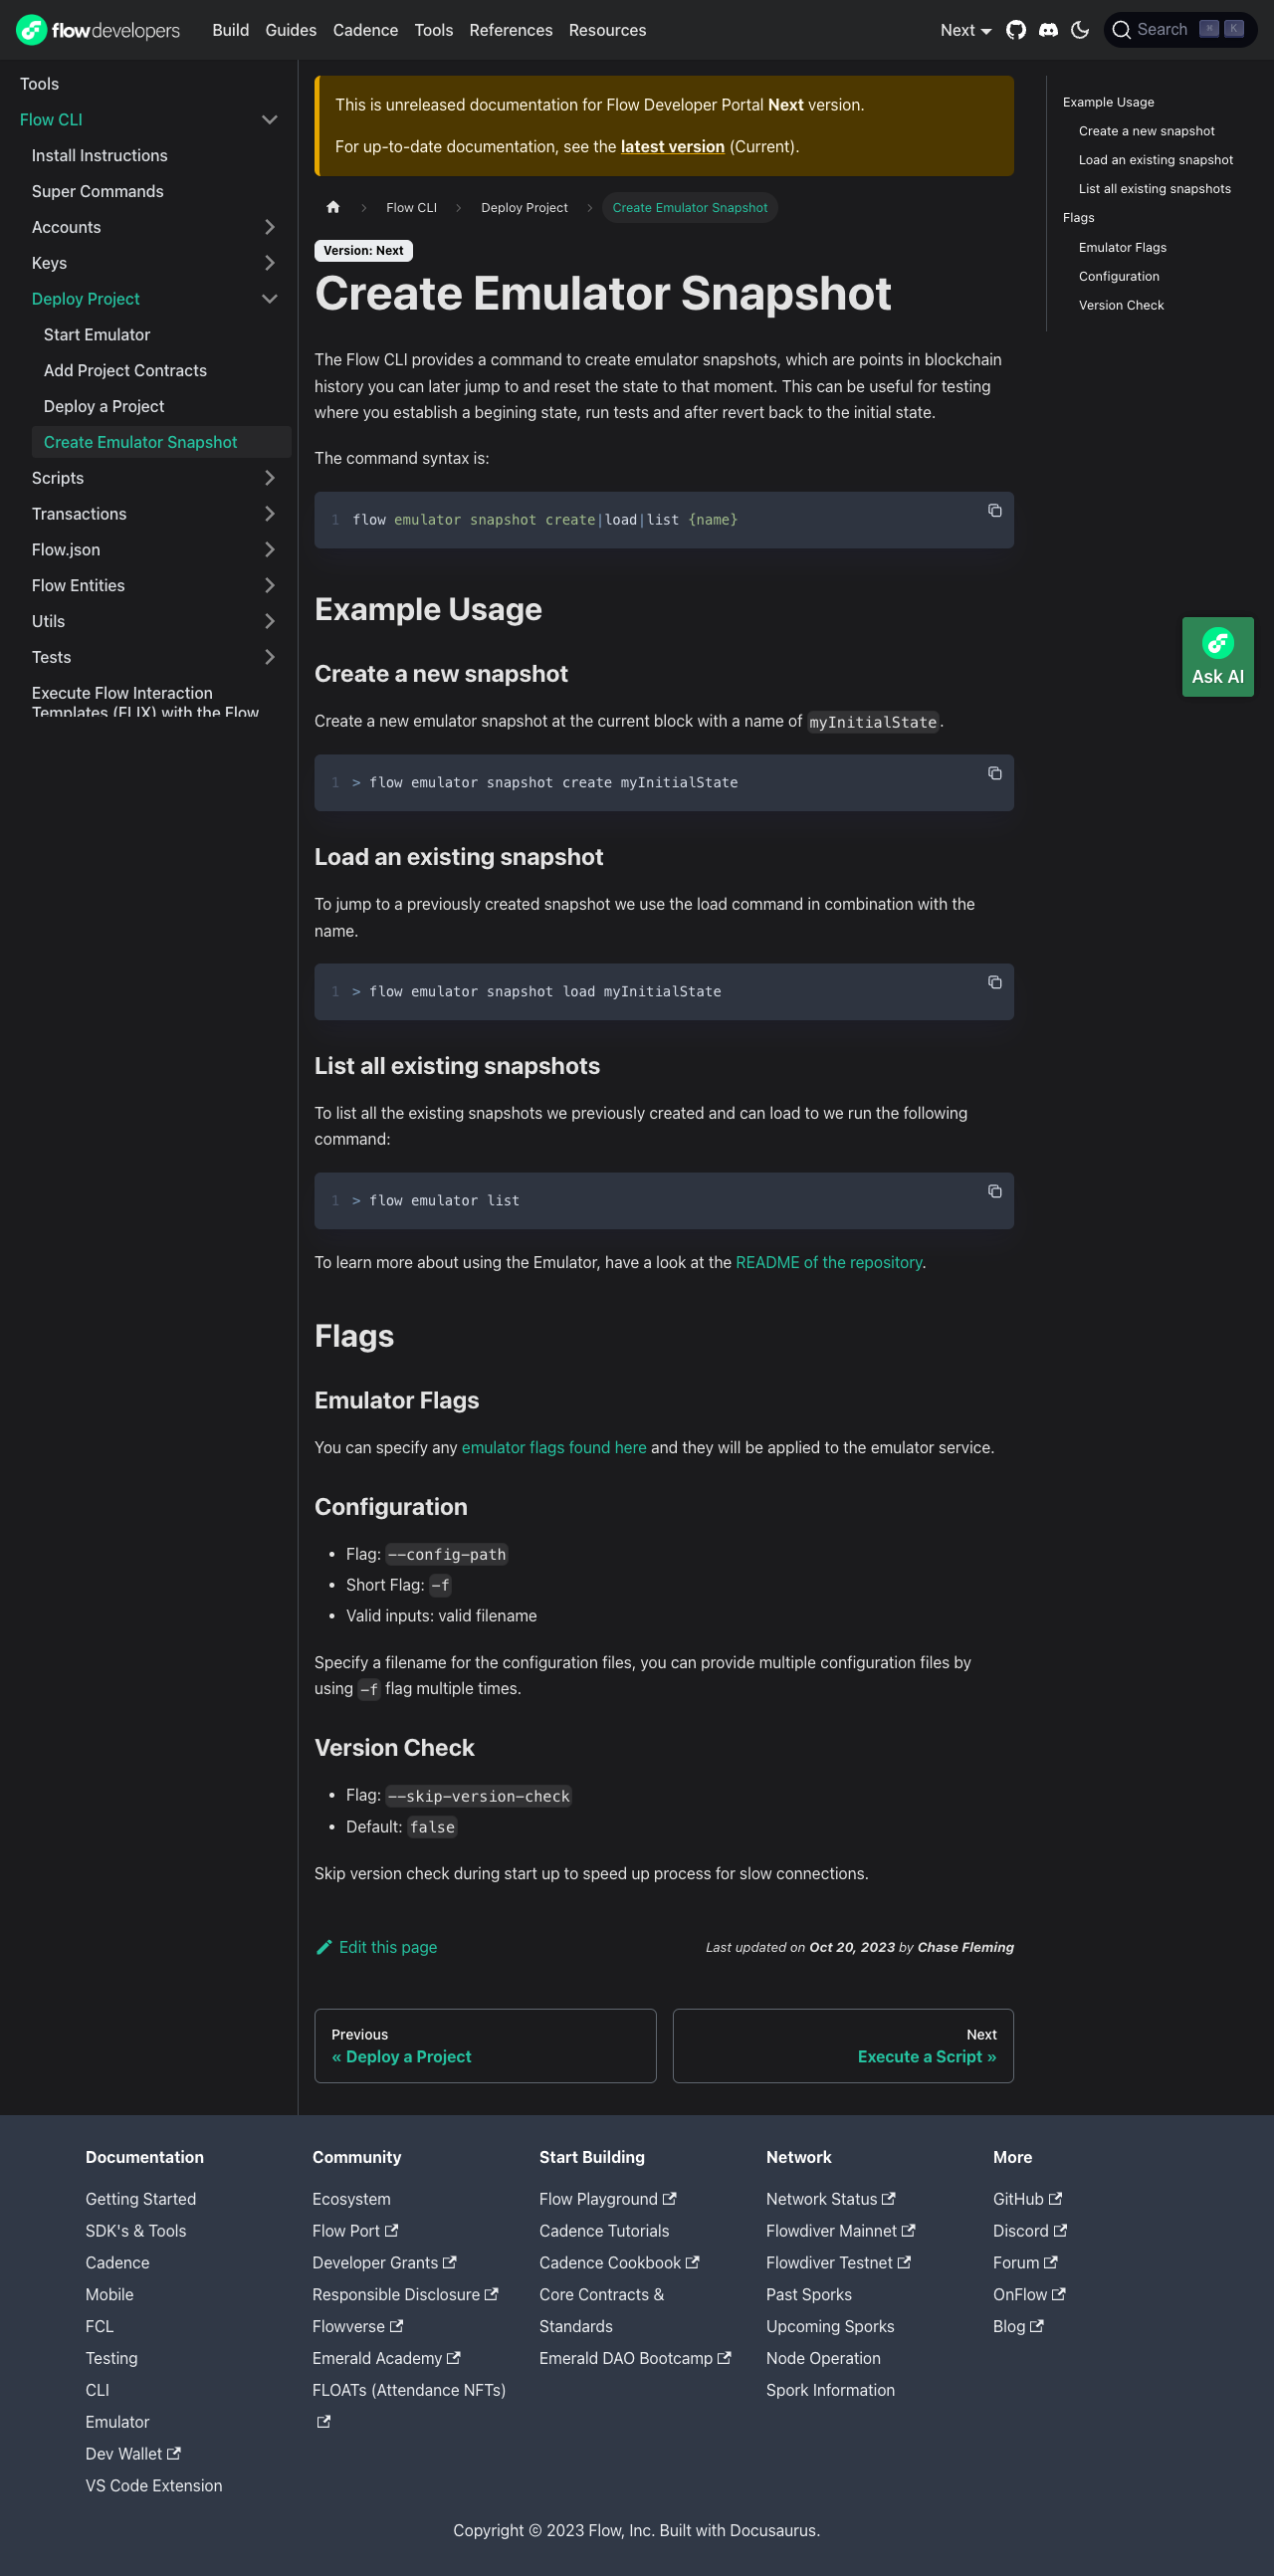 flowdevelopers
Build Guides Cadence Tools References Resources
Next
Search ⌘ K
Tools
Flow CLI
Install Instructions
Super Commands
Accounts
Keys
Deploy Project
Start Emulator
Add Project Contracts
Deploy a Project
Create Emulator Snapshot
Scripts
Transactions
Flow.json
Flow Entities
Utils
Tests
Execute Flow Interaction
Templates (FLIX) with the Flow
This is unreleased documentation for Flow Developer Portal Next version.
For up-to-date documentation, see the latest version (Current).
Flow CLI > Deploy Project > Create Emulator Snapshot
Version: Next
Create Emulator Snapshot
The Flow CLI provides a command to create emulator snapshots, which are points in blockchain
history you can later jump to and reset the state to that moment. This can be useful for testing
where you establish a begining state, run tests and after revert back to the initial state.
The command syntax is:
1 flow emulator snapshot create|load|list {name}
Example Usage
Create a new snapshot
Create a new emulator snapshot at the current block with a name of myInitialState.
1 > flow emulator snapshot create myInitialState
Load an existing snapshot
To jump to a previously created snapshot we use the load command in combination with the
name.
1 > flow emulator snapshot load myInitialState
List all existing snapshots
To list all the existing snapshots we previously created and can load to we run the following
command:
1 > flow emulator list
To learn more about using the Emulator, have a look at the README of the repository.
Flags
Emulator Flags
You can specify any emulator flags found here and they will be applied to the emulator service.
Configuration
• Flag: --config-path
• Short Flag: -f
• Valid inputs: valid filename
Specify a filename for the configuration files, you can provide multiple configuration files by
using -f flag multiple times.
Version Check
• Flag: --skip-version-check
• Default: false
Skip version check during start up to speed up process for slow connections.
Edit this page
Last updated on Oct 20, 2023 by Chase Fleming
Previous
« Deploy a Project
Next
Execute a Script »
Example Usage
Create a new snapshot
Load an existing snapshot
List all existing snapshots
Flags
Emulator Flags
Configuration
Version Check
Ask AI
Documentation
Getting Started
SDK's & Tools
Cadence
Mobile
FCL
Testing
CLI
Emulator
Dev Wallet
VS Code Extension
Community
Ecosystem
Flow Port
Developer Grants
Responsible Disclosure
Flowverse
Emerald Academy
FLOATs (Attendance NFTs)
Start Building
Flow Playground
Cadence Tutorials
Cadence Cookbook
Core Contracts &
Standards
Emerald DAO Bootcamp
Network
Network Status
Flowdiver Mainnet
Flowdiver Testnet
Past Sporks
Upcoming Sporks
Node Operation
Spork Information
More
GitHub
Discord
Forum
OnFlow
Blog
Copyright © 2023 Flow, Inc. Built with Docusaurus.